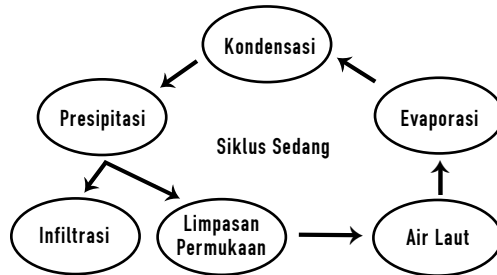 Kondensasi
Presipitasi
Evaporasi
Siklus Sedang
Infiltrasi
Limpasan
Permukaan
Air Laut